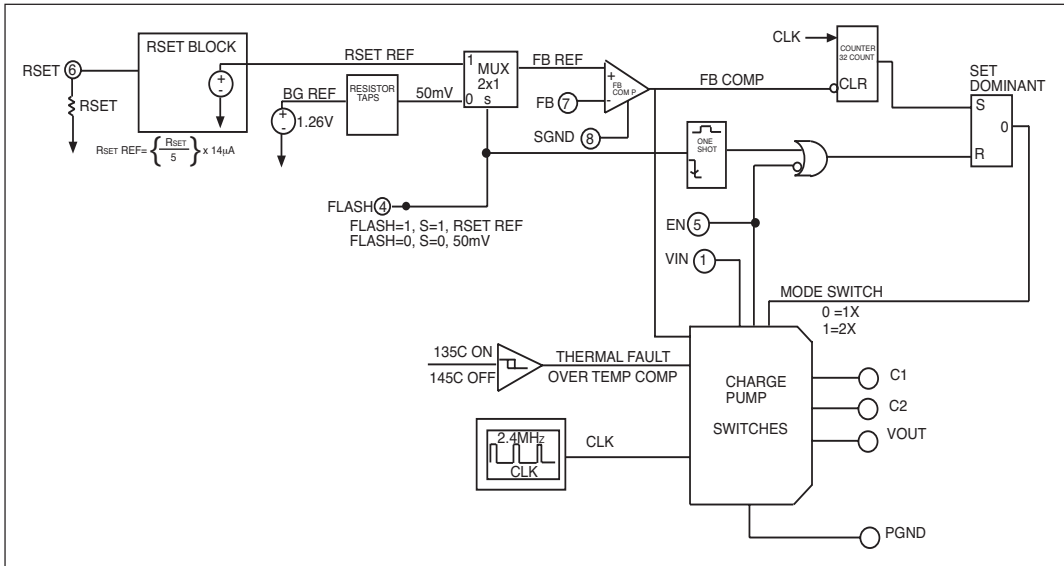 RSET 6
RSET
RSET BLOCK
+
-
RSET REF= { RSET / 5 } x 14µA
RSET REF
BG REF
+
-
1.26V
RESISTOR
TAPS
50mV
1
MUX
2x1
0 s
FB REF
+
FB
COM P
-
FB 7
SGND 8
FB COMP
CLK
COUNTER
32 COUNT
CLR
SET
DOMINANT
S
0
R
ONE
SHOT
FLASH 4
FLASH=1, S=1, RSET REF
FLASH=0, S=0, 50mV
EN 5
VIN 1
MODE SWITCH
0 =1X
1=2X
135C ON
145C OFF
THERMAL FAULT
OVER TEMP COMP
CHARGE
PUMP
SWITCHES
C1
C2
VOUT
2.4MHz
CLK
CLK
PGND